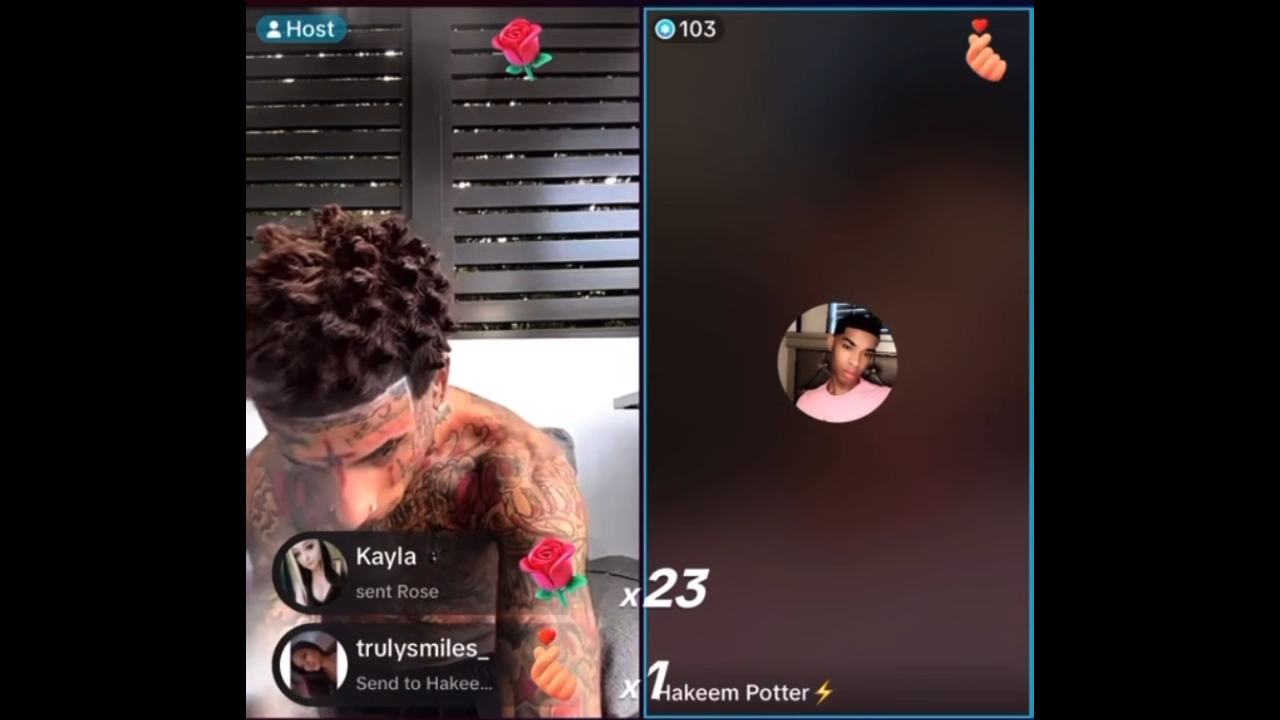 Host
103
Kayla
sent Rose
x23
trulysmiles_
Send to Hakee...
x1
Hakeem Potter⚡